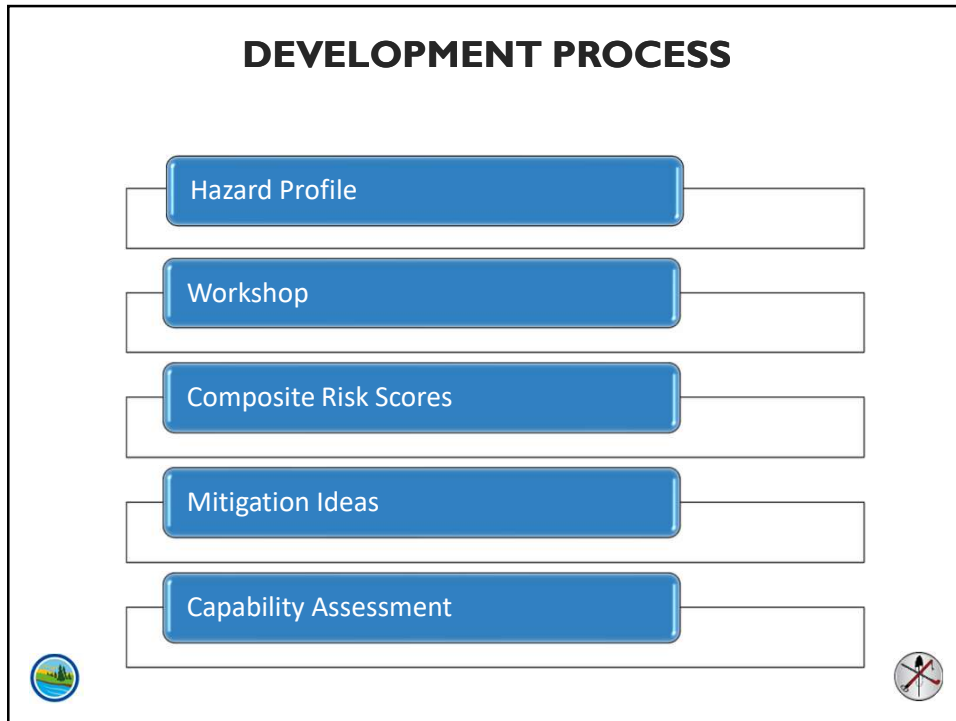 DEVELOPMENT PROCESS
Hazard Profile
Workshop
Composite Risk Scores
Mitigation Ideas
Capability Assessment